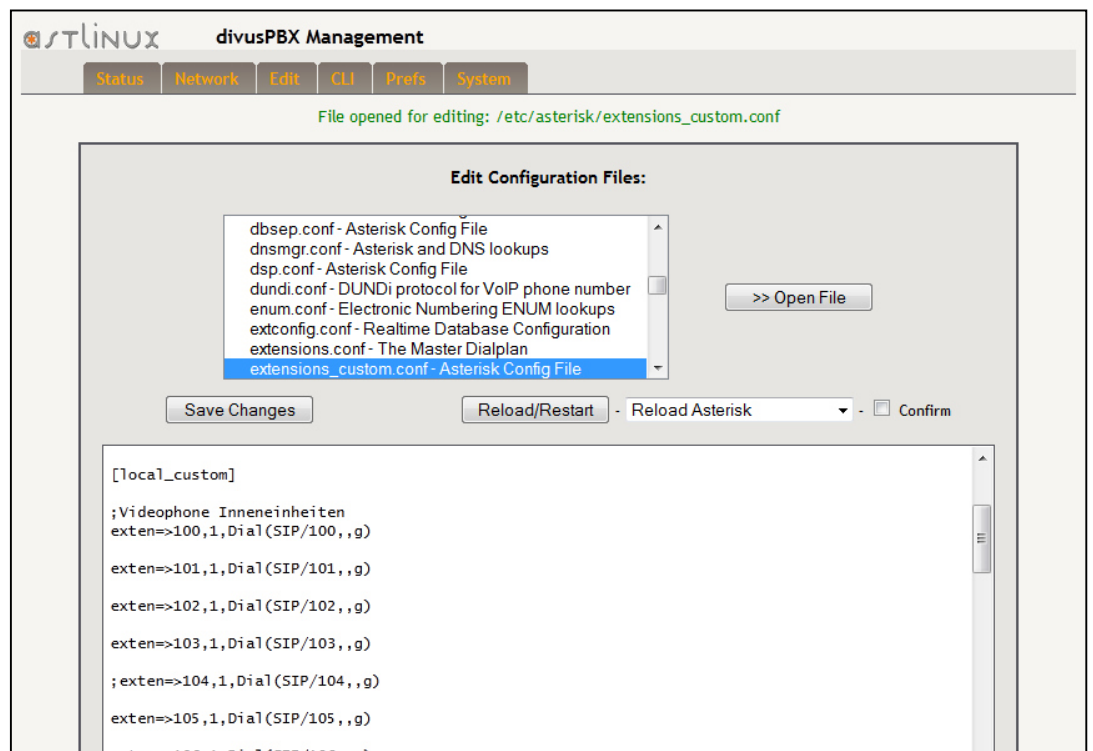 astlinux divusPBX Management
Status Network Edit CLI Prefs System
File opened for editing: /etc/asterisk/extensions_custom.conf
Edit Configuration Files:
dbsep.conf - Asterisk Config File
dnsmgr.conf - Asterisk and DNS lookups
dsp.conf - Asterisk Config File
dundi.conf - DUNDi protocol for VoIP phone number
enum.conf - Electronic Numbering ENUM lookups
extconfig.conf - Realtime Database Configuration
extensions.conf - The Master Dialplan
extensions_custom.conf - Asterisk Config File
>> Open File
Save Changes Reload/Restart - Reload Asterisk - Confirm
[local_custom]
;Videophone Inneneinheiten
exten=>100,1,Dial(SIP/100,,g)
exten=>101,1,Dial(SIP/101,,g)
exten=>102,1,Dial(SIP/102,,g)
exten=>103,1,Dial(SIP/103,,g)
;exten=>104,1,Dial(SIP/104,,g)
exten=>105,1,Dial(SIP/105,,g)